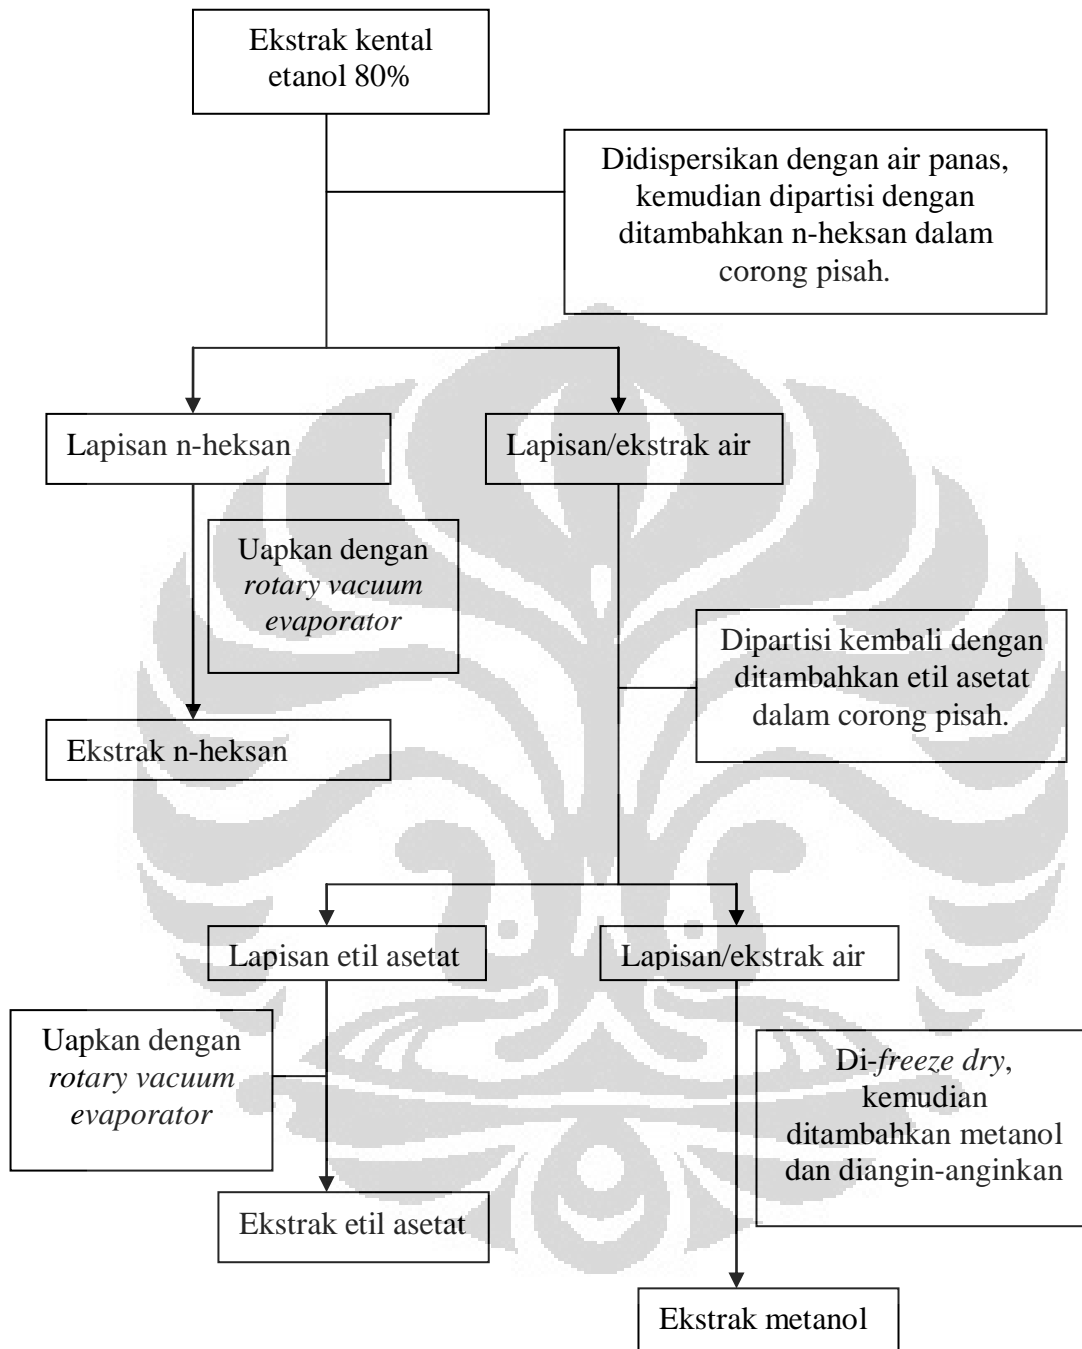 Ekstrak kental
etanol 80%
Didispersikan dengan air panas,
kemudian dipartisi dengan
ditambahkan n-heksan dalam
corong pisah.
Lapisan n-heksan
Lapisan/ekstrak air
Uapkan dengan
rotary vacuum
evaporator
Dipartisi kembali dengan
ditambahkan etil asetat
dalam corong pisah.
Ekstrak n-heksan
Lapisan etil asetat
Lapisan/ekstrak air
Uapkan dengan
rotary vacuum
evaporator
Di-freeze dry,
kemudian
ditambahkan metanol
dan diangin-anginkan
Ekstrak etil asetat
Ekstrak metanol